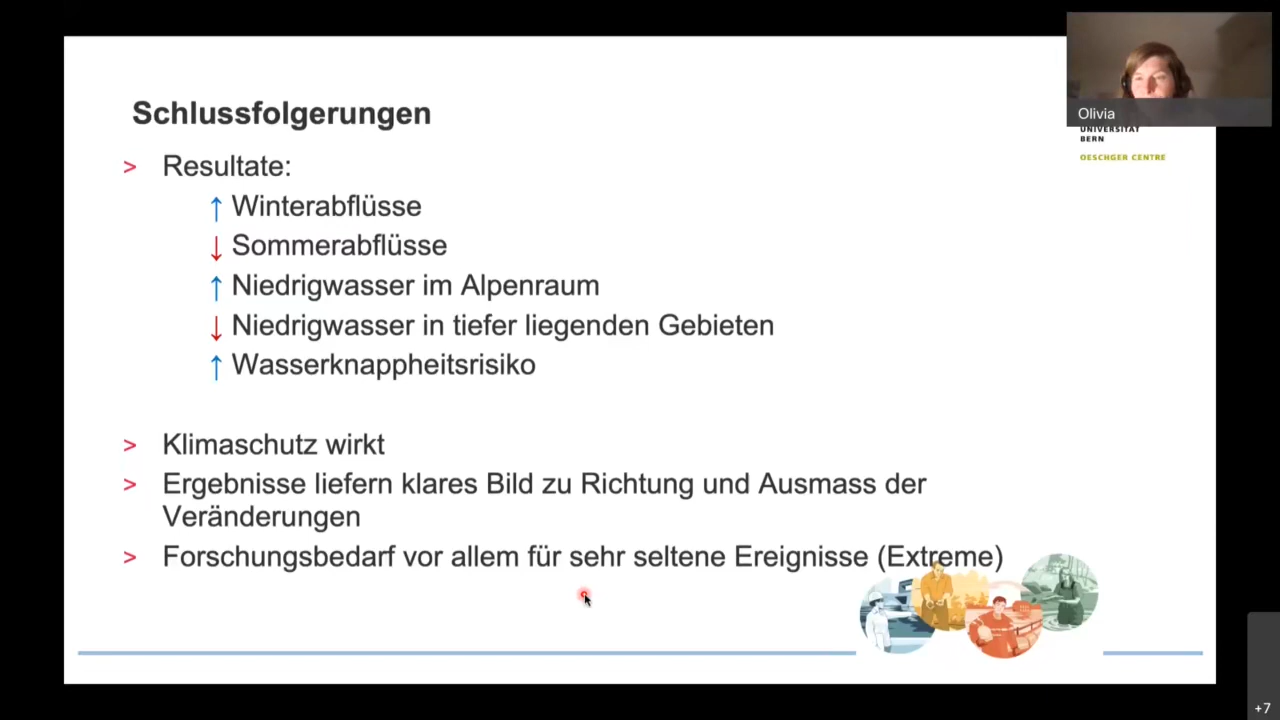 Schlussfolgerungen
> Resultate:
↑ Winterabflüsse
↓ Sommerabflüsse
↑ Niedrigwasser im Alpenraum
↓ Niedrigwasser in tiefer liegenden Gebieten
↑ Wasserknappheitsrisiko
> Klimaschutz wirkt
> Ergebnisse liefern klares Bild zu Richtung und Ausmass der
Veränderungen
> Forschungsbedarf vor allem für sehr seltene Ereignisse (Extreme)
Olivia
UNIVERSITÄT
BERN
OESCHGER CENTRE
+7